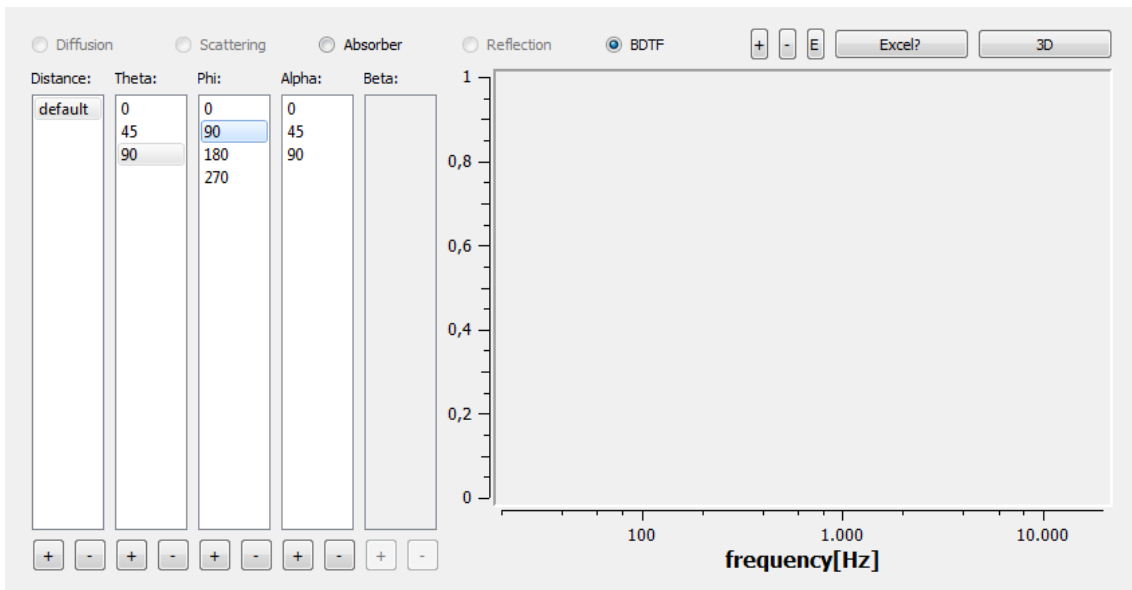 Diffusion Scattering Absorber Reflection BDTF + - E Excel? 3D
Distance: Theta: Phi: Alpha: Beta:
default 0 0 0
45 90 45
90 180 90
270
1
0,8
0,6
0,4
0,2
0
100 1.000 10.000
frequency[Hz]
+ - + - + - + - + -